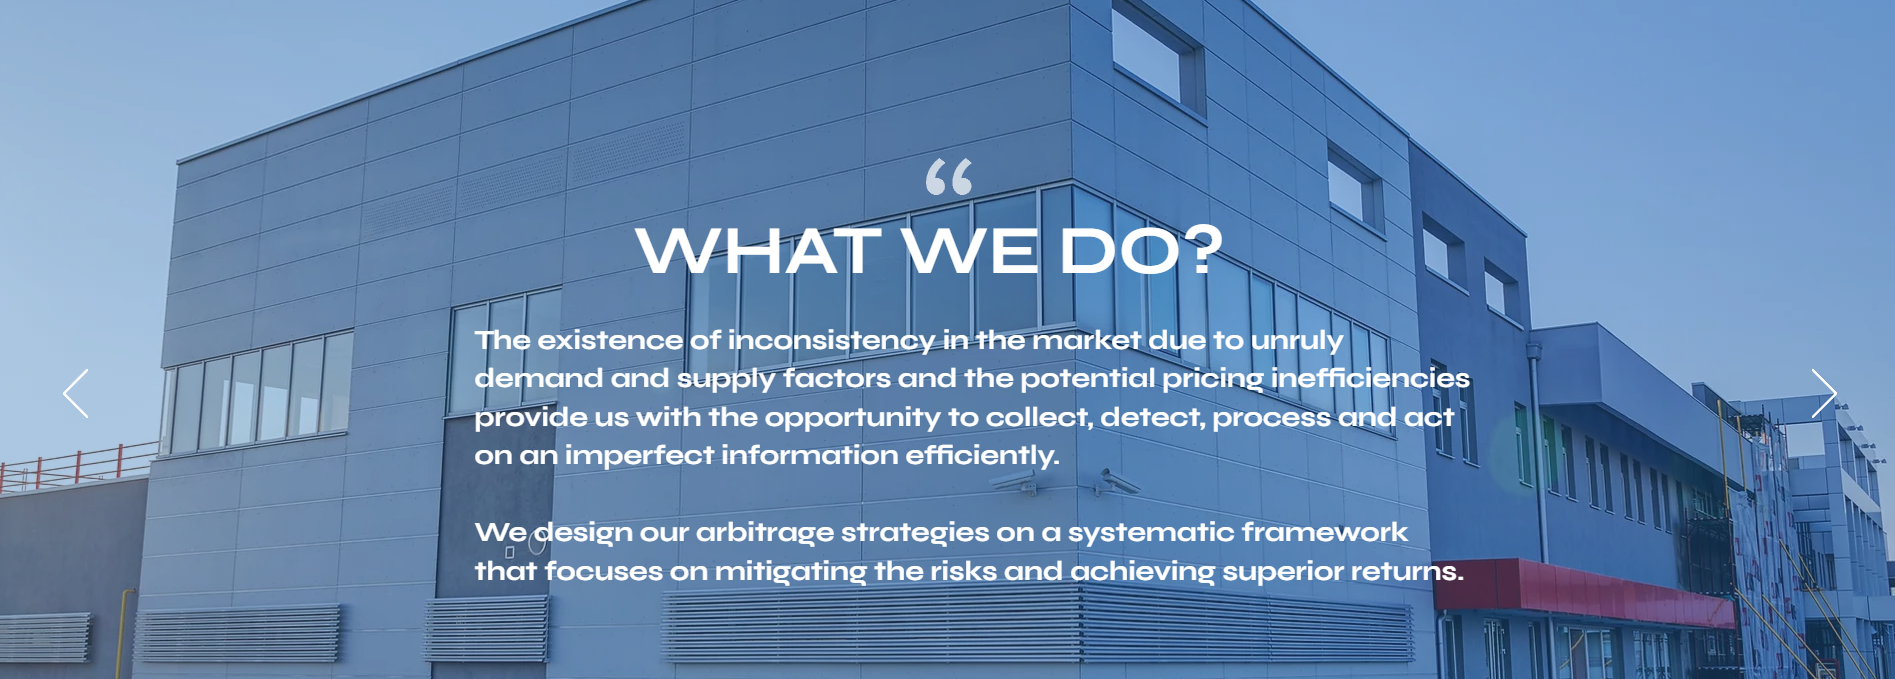 “
WHAT WE DO?
The existence of inconsistency in the market due to unruly
demand and supply factors and the potential pricing inefficiencies
provide us with the opportunity to collect, detect, process and act
on an imperfect information efficiently.
We design our arbitrage strategies on a systematic framework
that focuses on mitigating the risks and achieving superior returns.